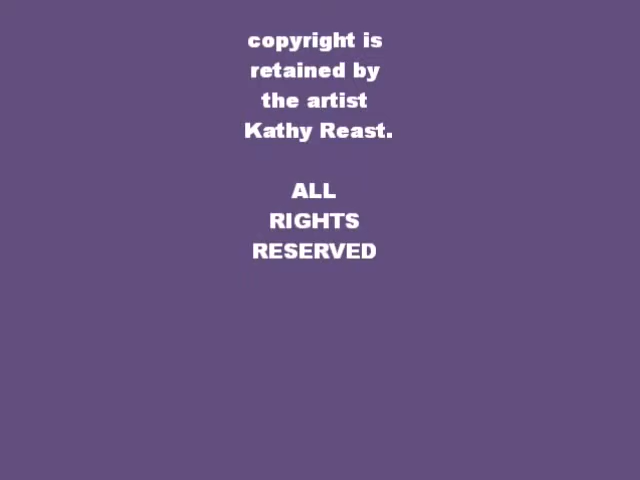 copyright is
retained by
the artist
Kathy Reast.
ALL
RIGHTS
RESERVED